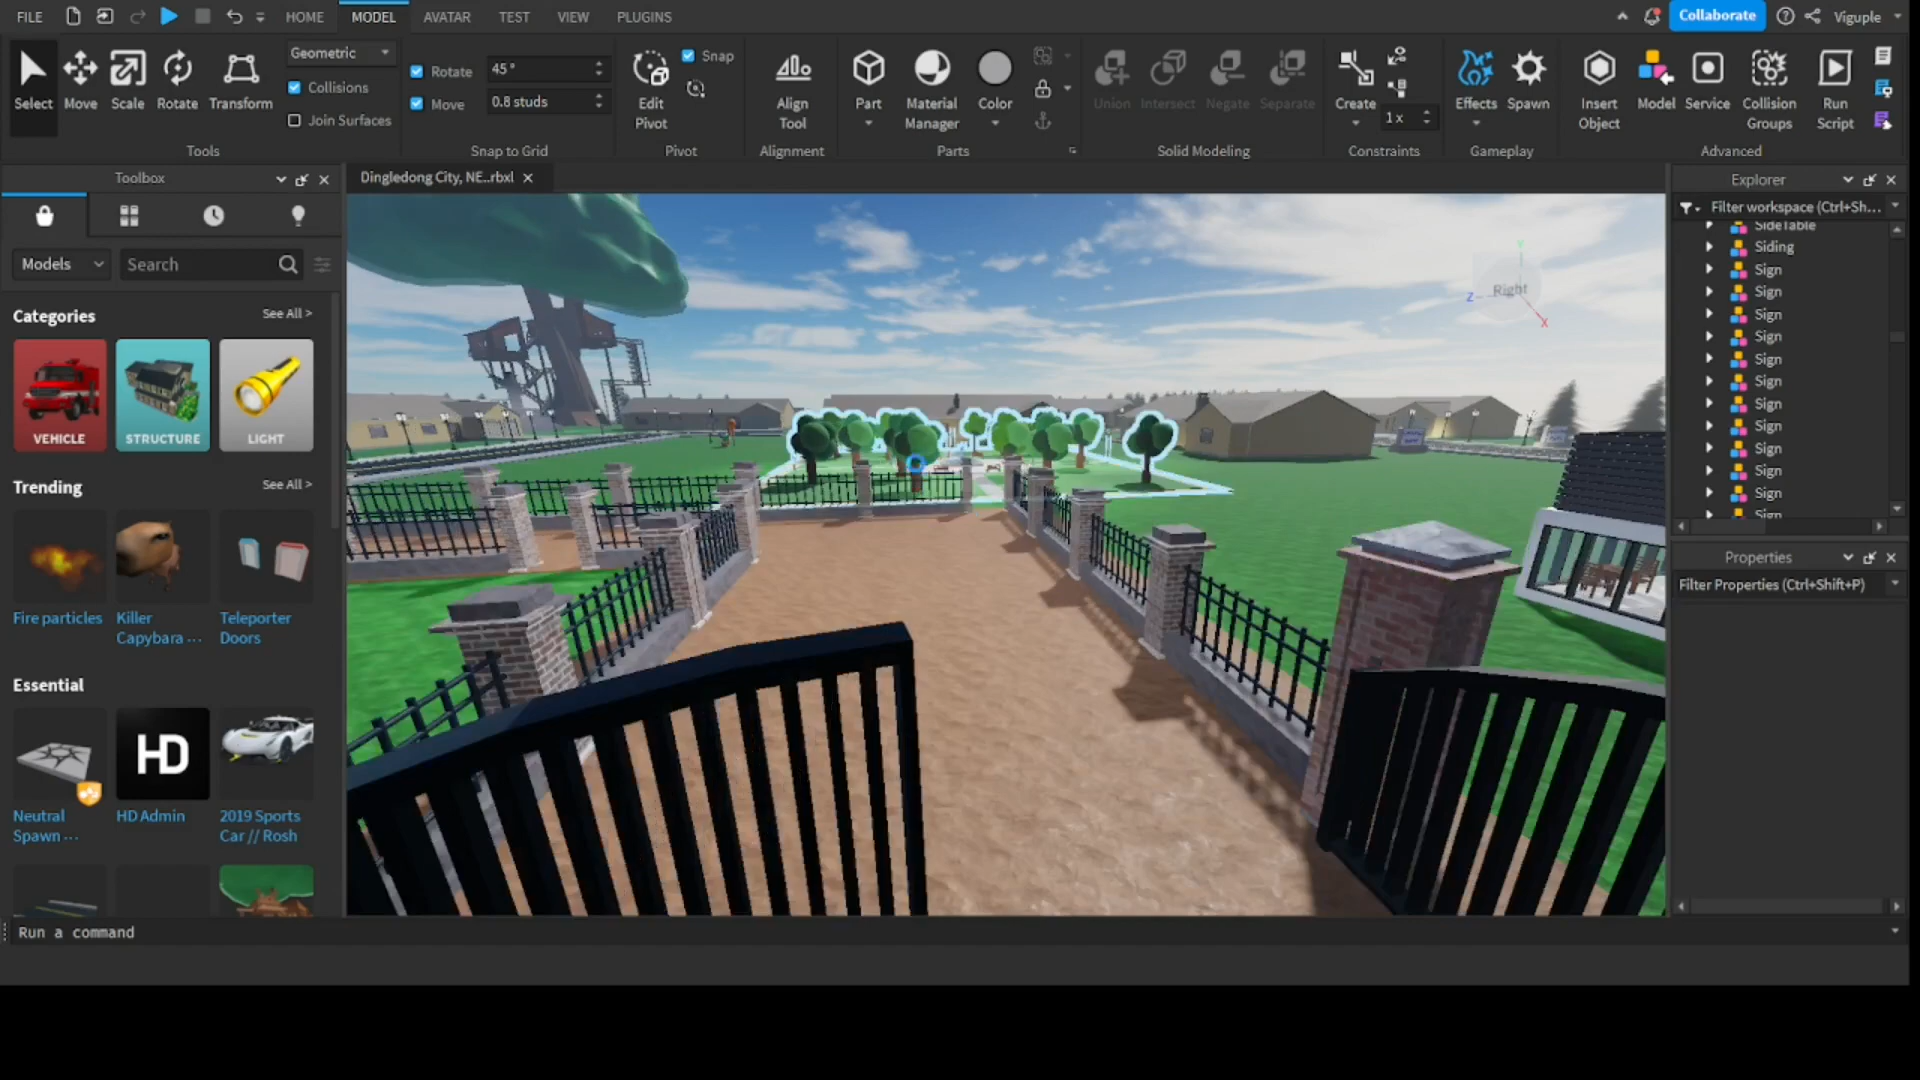 FILE HOME MODEL AVATAR TEST VIEW PLUGINS Collaborate Viguple
Select Move Scale Rotate Transform
Geometric
Collisions
Join Surfaces
Tools
Rotate 45 °
Move 0.8 studs
Snap to Grid
Edit
Pivot
Snap
Pivot
Align
Tool
Alignment
Part
Material
Manager
Color
Parts
Union Intersect Negate Separate
Solid Modeling
Create
1 x
Constraints
Effects Spawn
Gameplay
Insert
Object
Model
Service
Collision
Groups
Run
Script
Advanced
Toolbox
Models Search
Categories See All >
VEHICLE STRUCTURE LIGHT
Trending See All >
Fire particles
Killer
Capybara ...
Teleporter
Doors
Essential
Neutral
Spawn ...
HD
HD Admin
2019 Sports
Car // Rosh
Dingledong City, NE...rbxl
Y
Right
Z
X
Explorer
Filter workspace (Ctrl+Sh...
SideTable
Siding
Sign
Sign
Sign
Sign
Sign
Sign
Sign
Sign
Sign
Sign
Sign
Sign
Properties
Filter Properties (Ctrl+Shift+P)
Run a command